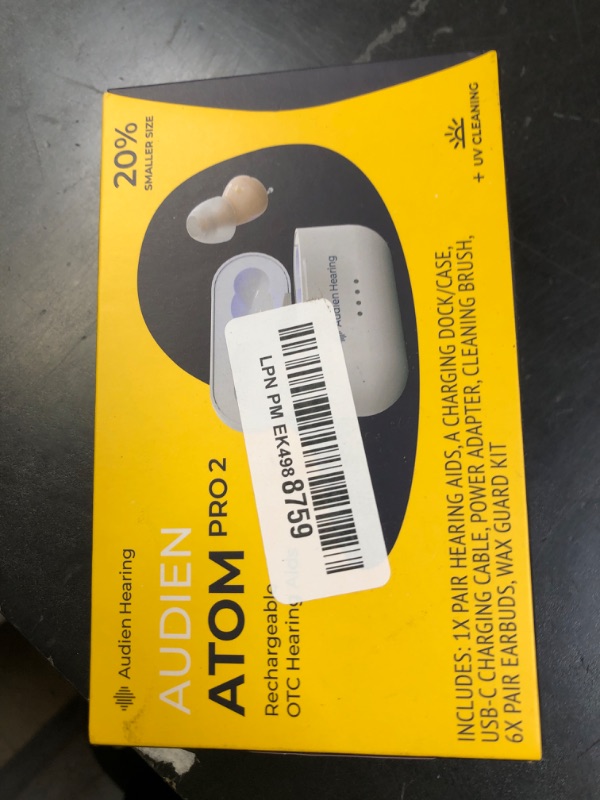 Audien Hearing
AUDIEN
ATOM PRO 2
Rechargeable
OTC Hearing Aids
20%
SMALLER SIZE
Audien Hearing
LPN PM EK4988759
+ UV CLEANING
INCLUDES: 1X PAIR HEARING AIDS, A CHARGING DOCK/CASE,
USB-C CHARGING CABLE, POWER ADAPTER, CLEANING BRUSH,
6X PAIR EARBUDS, WAX GUARD KIT